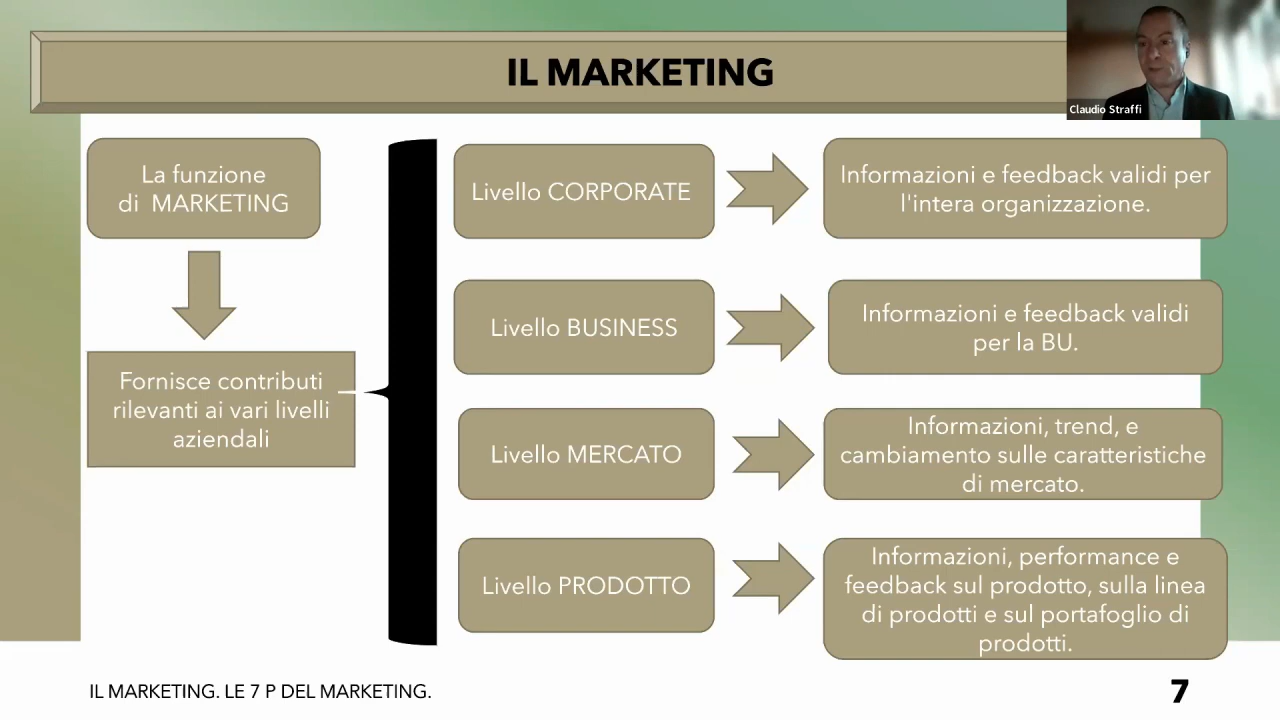 IL MARKETING
Claudio Straffi
La funzione
di MARKETING
Fornisce contributi
rilevanti ai vari livelli
aziendali
Livello CORPORATE
Informazioni e feedback validi per
l'intera organizzazione.
Livello BUSINESS
Informazioni e feedback validi
per la BU.
Livello MERCATO
Informazioni, trend, e
cambiamento sulle caratteristiche
di mercato.
Livello PRODOTTO
Informazioni, performance e
feedback sul prodotto, sulla linea
di prodotti e sul portafoglio di
prodotti.
IL MARKETING. LE 7 P DEL MARKETING.
7